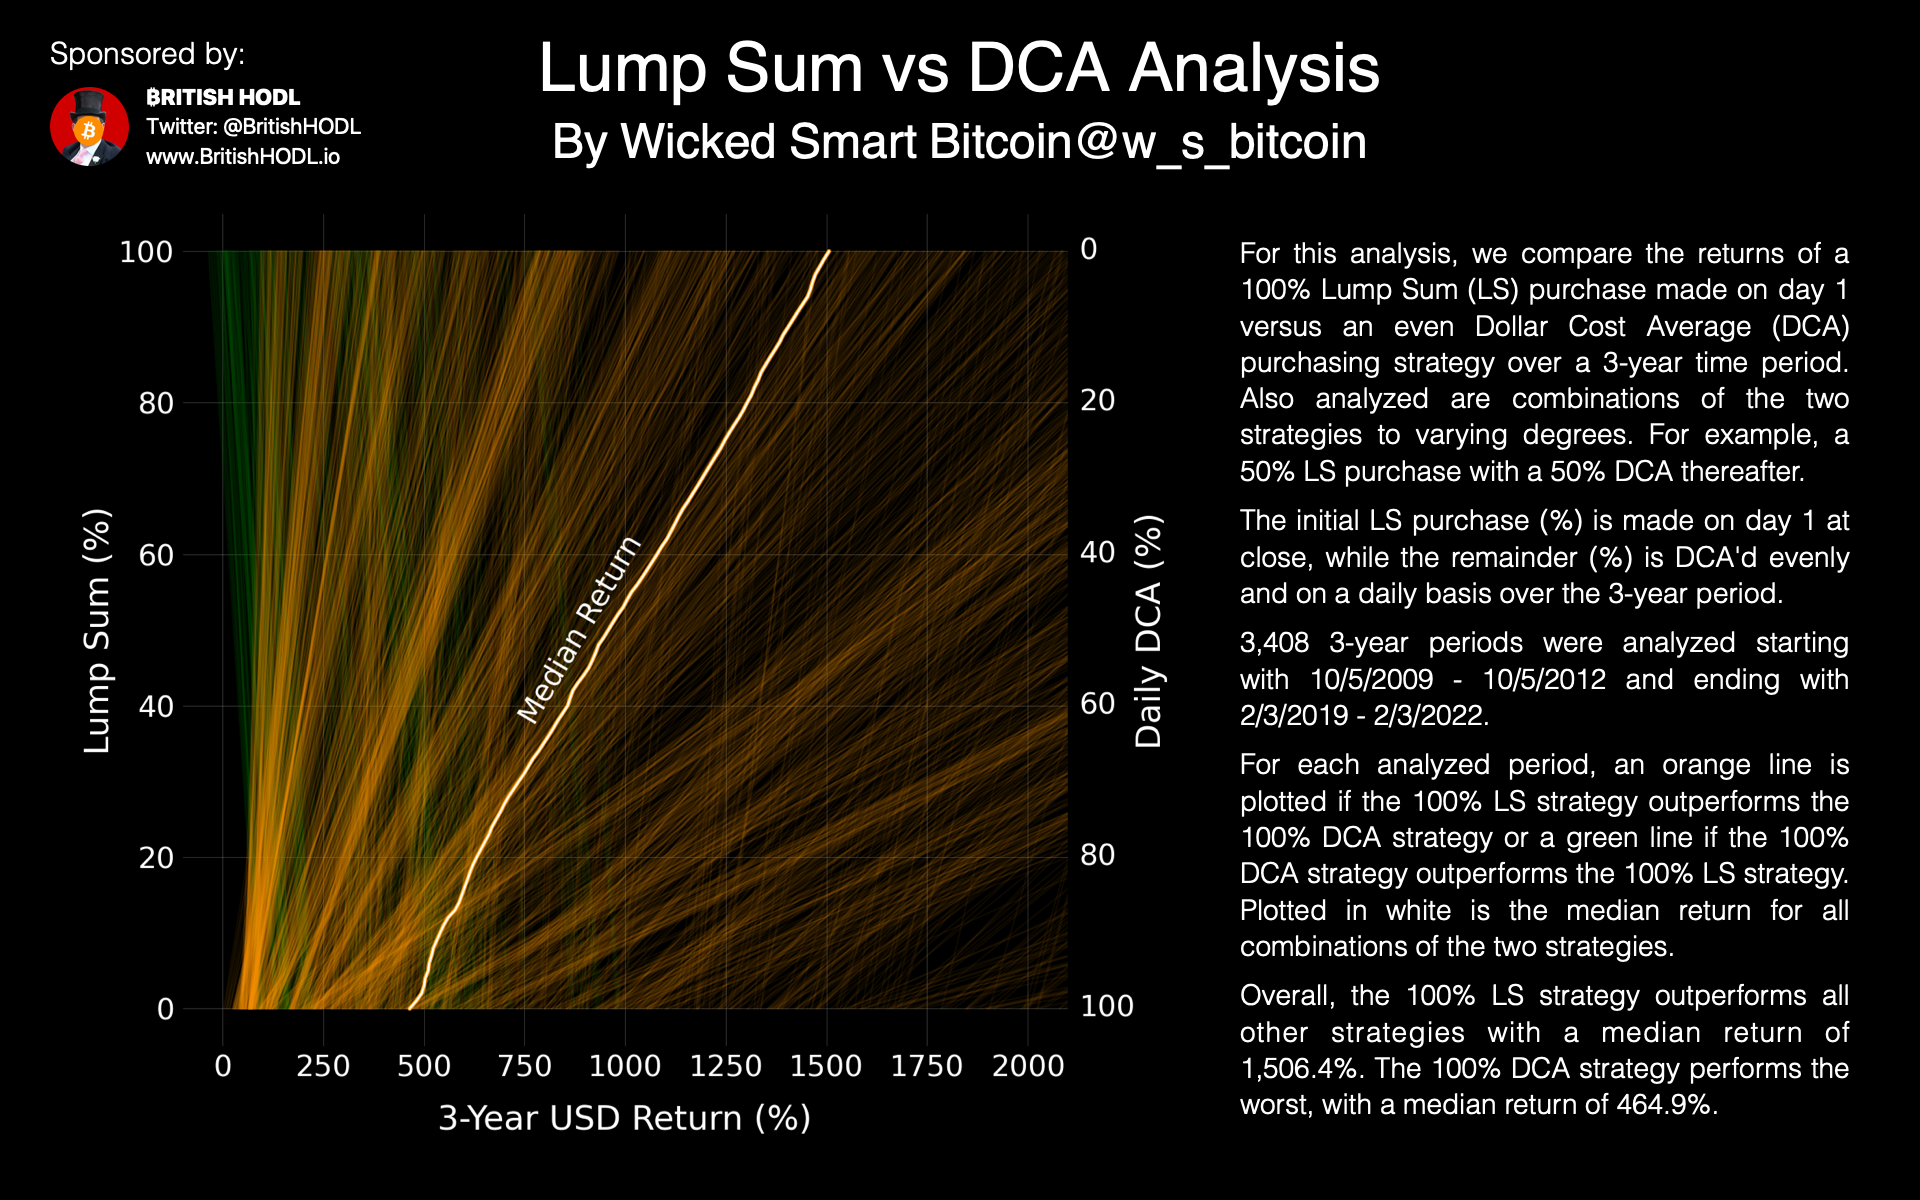 Sponsored by:
₿RITISH HODL
Twitter: @BritishHODL
www.BritishHODL.io
Lump Sum vs DCA Analysis
By Wicked Smart Bitcoin@w_s_bitcoin
100
80
60
40
20
0
Lump Sum (%)
Median Return
0
20
40
60
80
100
Daily DCA (%)
0 250 500 750 1000 1250 1500 1750 2000
3-Year USD Return (%)
For this analysis, we compare the returns of a
100% Lump Sum (LS) purchase made on day 1
versus an even Dollar Cost Average (DCA)
purchasing strategy over a 3-year time period.
Also analyzed are combinations of the two
strategies to varying degrees. For example, a
50% LS purchase with a 50% DCA thereafter.
The initial LS purchase (%) is made on day 1 at
close, while the remainder (%) is DCA'd evenly
and on a daily basis over the 3-year period.
3,408 3-year periods were analyzed starting
with 10/5/2009 - 10/5/2012 and ending with
2/3/2019 - 2/3/2022.
For each analyzed period, an orange line is
plotted if the 100% LS strategy outperforms the
100% DCA strategy or a green line if the 100%
DCA strategy outperforms the 100% LS strategy.
Plotted in white is the median return for all
combinations of the two strategies.
Overall, the 100% LS strategy outperforms all
other strategies with a median return of
1,506.4%. The 100% DCA strategy performs the
worst, with a median return of 464.9%.